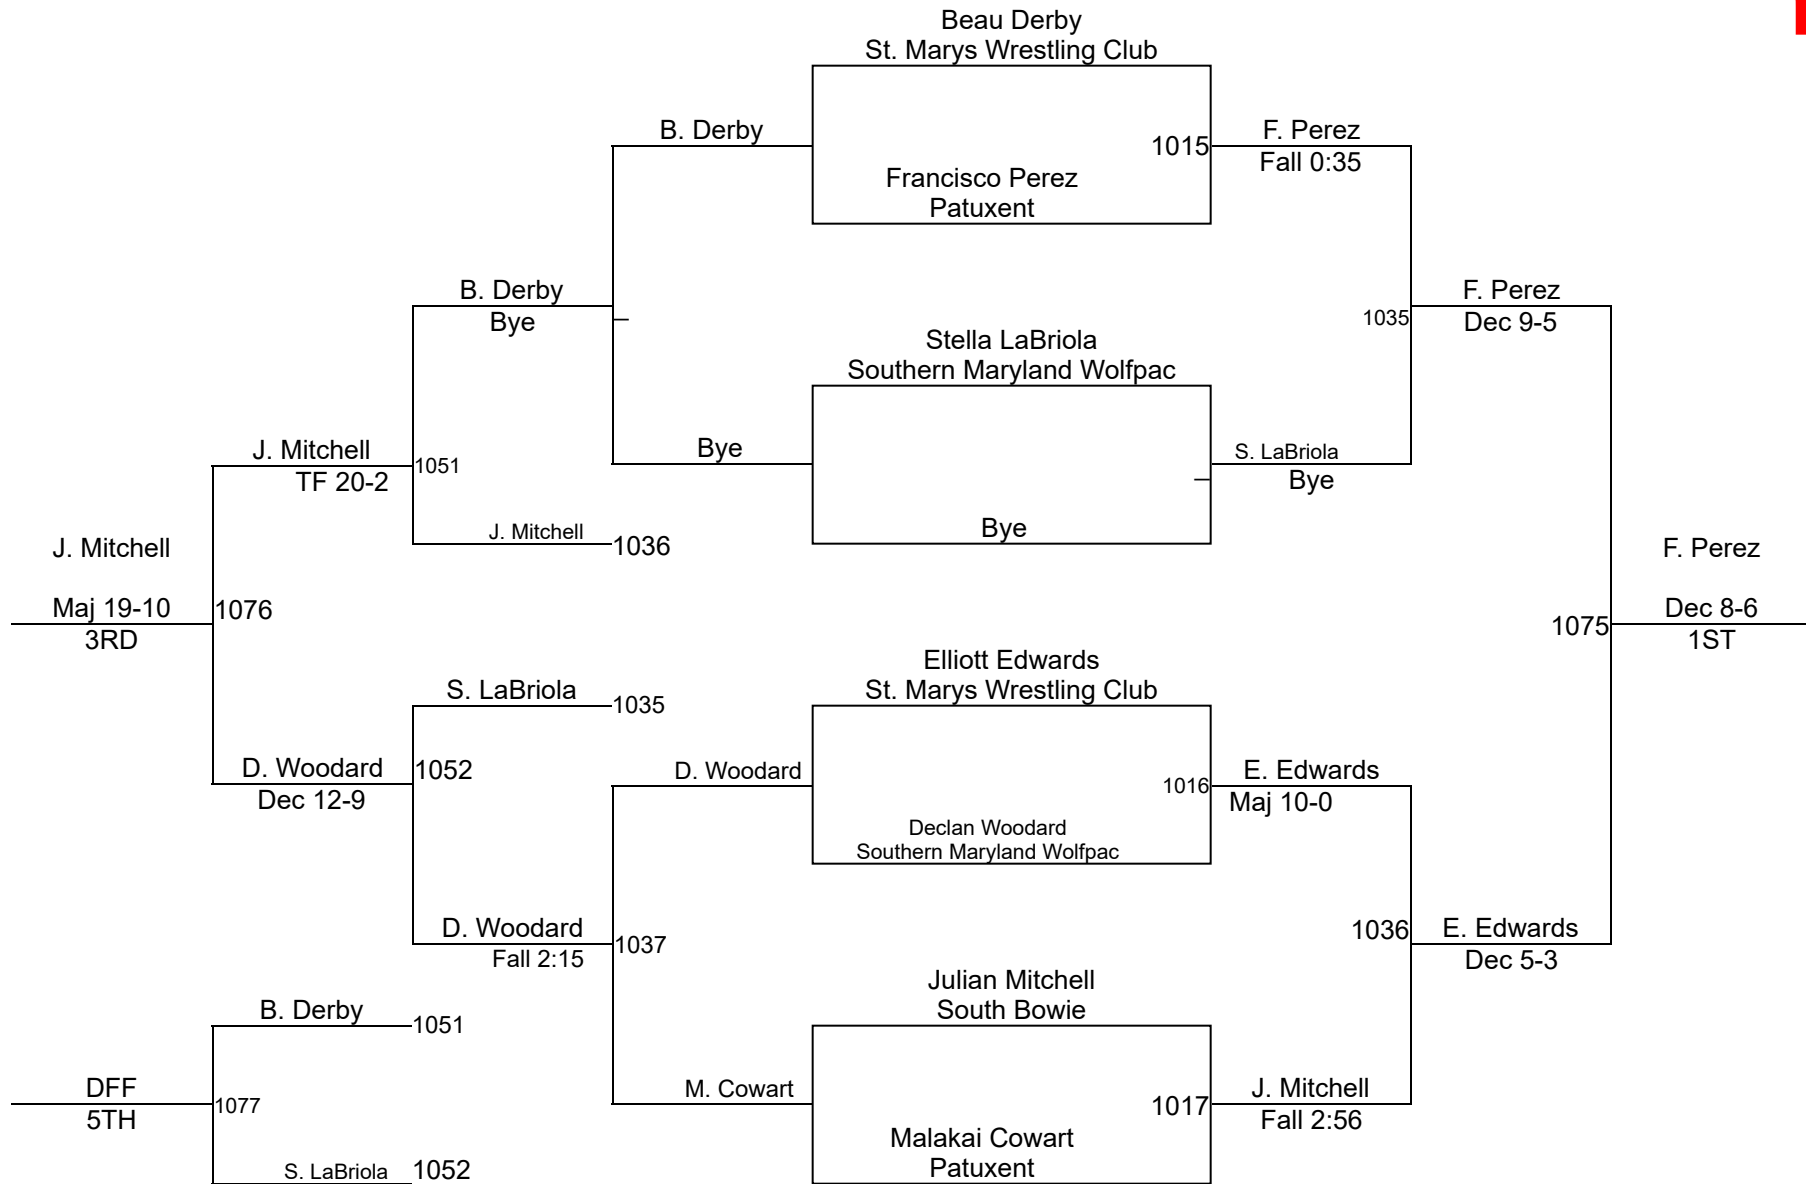 Beau Derby
St. Marys Wrestling Club
B. Derby
1015
F. Perez
Fall 0:35
Francisco Perez
Patuxent
B. Derby
Bye
F. Perez
1035
Dec 9-5
Stella LaBriola
Southern Maryland Wolfpac
J. Mitchell
1051
TF 20-2
Bye
S. LaBriola
Bye
Bye
J. Mitchell
1036
J. Mitchell
Maj 19-10
1076
3RD
F. Perez
Dec 8-6
1075
1ST
Elliott Edwards
St. Marys Wrestling Club
S. LaBriola
1035
D. Woodard
1052
Dec 12-9
D. Woodard
1016
E. Edwards
Maj 10-0
Declan Woodard
Southern Maryland Wolfpac
D. Woodard
1037
Fall 2:15
1036
E. Edwards
Dec 5-3
Julian Mitchell
South Bowie
B. Derby
1051
DFF
1077
5TH
M. Cowart
1017
J. Mitchell
Fall 2:56
Malakai Cowart
Patuxent
S. LaBriola
1052